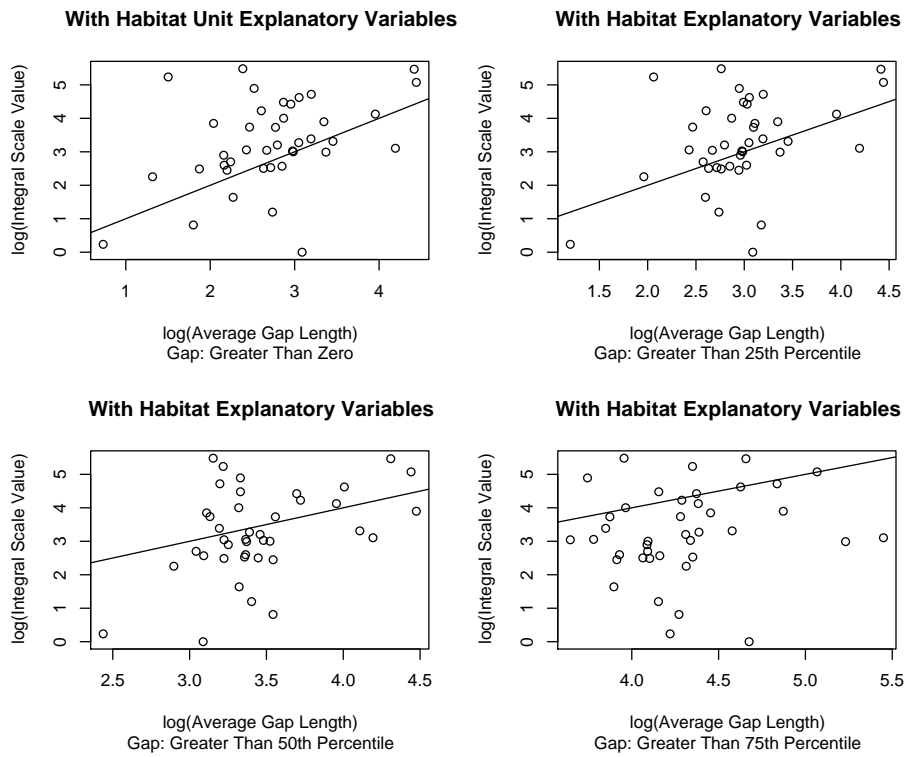 With Habitat Unit Explanatory Variables
log(Integral Scale Value)
0 1 2 3 4 5
1 2 3 4
log(Average Gap Length)
Gap: Greater Than Zero
With Habitat Explanatory Variables
log(Integral Scale Value)
0 1 2 3 4 5
1.5 2.0 2.5 3.0 3.5 4.0 4.5
log(Average Gap Length)
Gap: Greater Than 25th Percentile
With Habitat Explanatory Variables
log(Integral Scale Value)
0 1 2 3 4 5
2.5 3.0 3.5 4.0 4.5
log(Average Gap Length)
Gap: Greater Than 50th Percentile
With Habitat Explanatory Variables
log(Integral Scale Value)
0 1 2 3 4 5
4.0 4.5 5.0 5.5
log(Average Gap Length)
Gap: Greater Than 75th Percentile